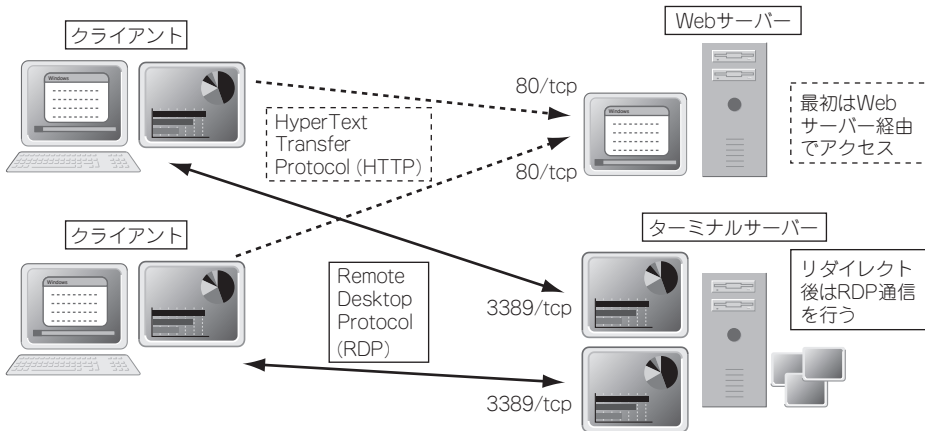 クライアント
Windows
HyperText
Transfer
Protocol (HTTP)
80/tcp
80/tcp
Webサーバー
Windows
最初はWeb
サーバー経由
でアクセス
クライアント
Windows
Remote
Desktop
Protocol
(RDP)
ターミナルサーバー
3389/tcp
3389/tcp
リダイレクト
後はRDP通信
を行う